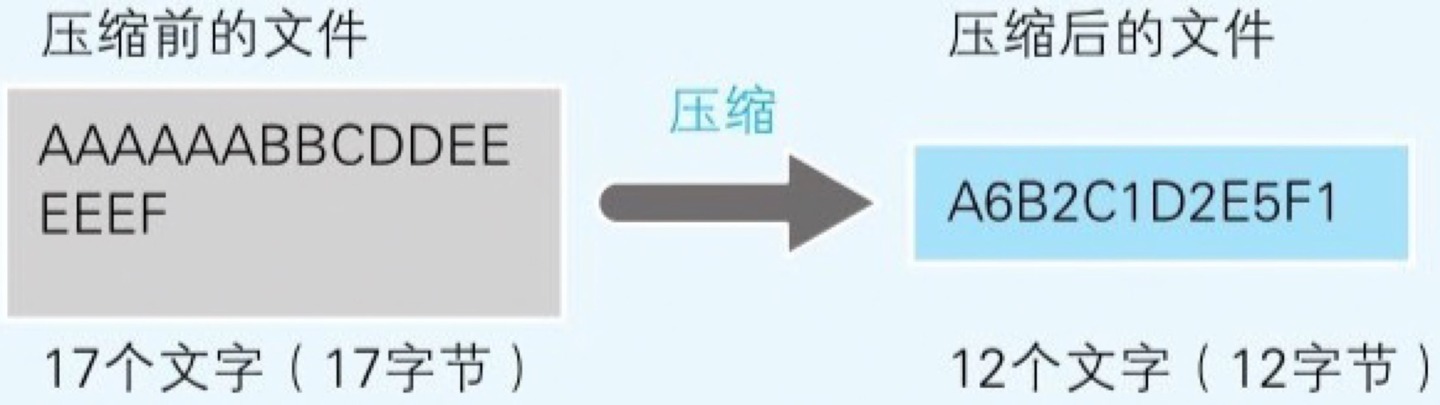 压缩前的文件
AAAAAABBCDDEE
EEEF
17个文字（17字节）
压缩
压缩后的文件
A6B2C1D2E5F1
12个文字（12字节）